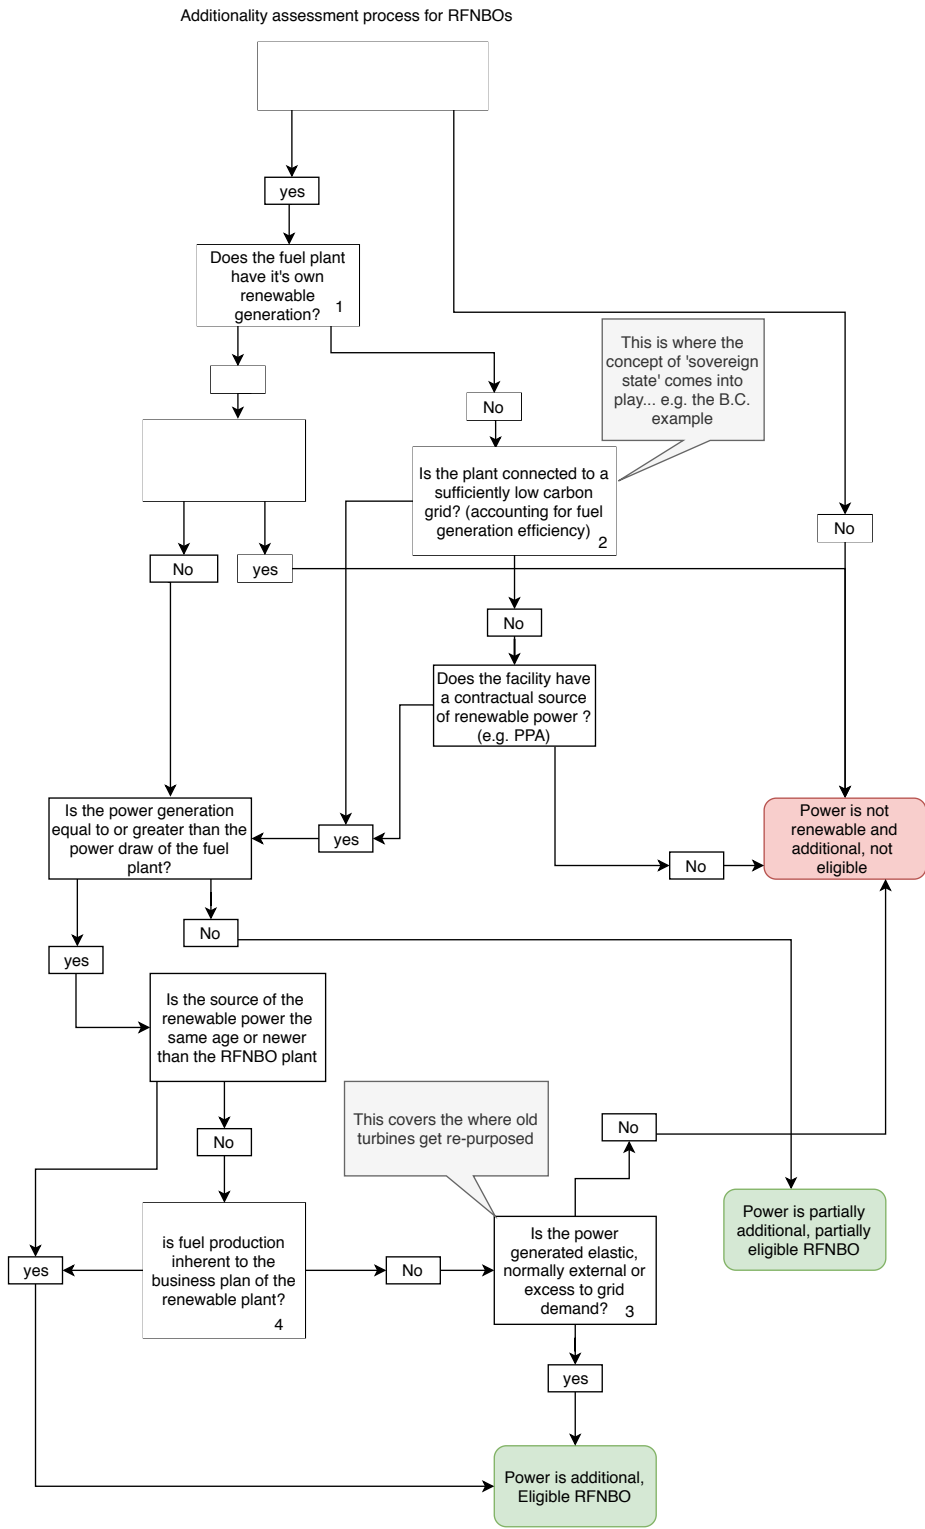 Additionality assessment process for RFNBOs
yes
Does the fuel plant
have it's own
renewable
generation?
1
This is where the
concept of 'sovereign
state' comes into
play... e.g. the B.C.
example
No
Is the plant connected to a
sufficiently low carbon
grid? (accounting for fuel
generation efficiency)
2
No
No
yes
No
Does the facility have
a contractual source
of renewable power ?
(e.g. PPA)
Is the power generation
equal to or greater than the
power draw of the fuel
plant?
yes
Power is not
renewable and
additional, not
eligible
No
No
yes
Is the source of the
renewable power the
same age or newer
than the RFNBO plant
This covers the where old
turbines get re-purposed
No
No
Power is partially
additional, partially
eligible RFNBO
yes
is fuel production
inherent to the
business plan of the
renewable plant?
4
No
Is the power
generated elastic,
normally external or
excess to grid
demand?
3
yes
Power is additional,
Eligible RFNBO